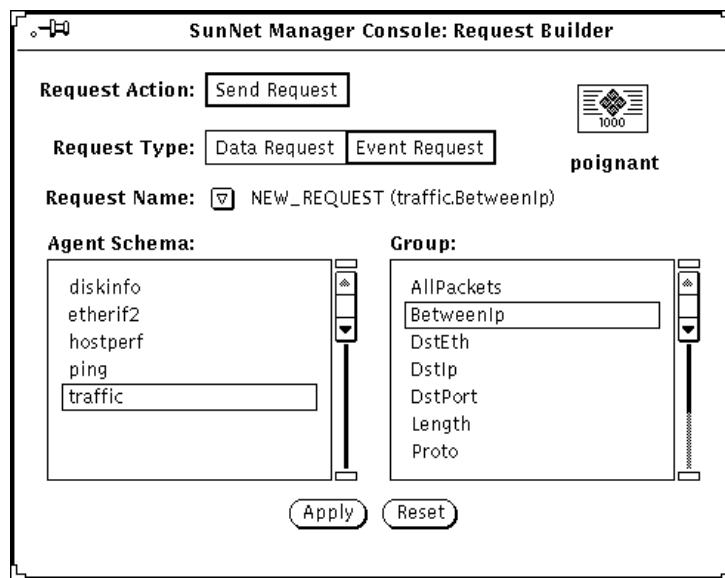 SunNet Manager Console: Request Builder
Request Action: Send Request
1000
Request Type: Data Request Event Request
poignant
Request Name: NEW_REQUEST (traffic.BetweenIp)
Agent Schema: Group:
diskinfo AllPackets
etherif2 BetweenIp
hostperf DstEth
ping DstIp
traffic DstPort
Length
Proto
Apply Reset